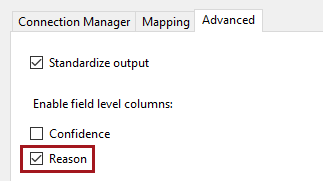 Connection Manager Mapping Advanced
Standardize output
Enable field level columns:
Confidence
Reason